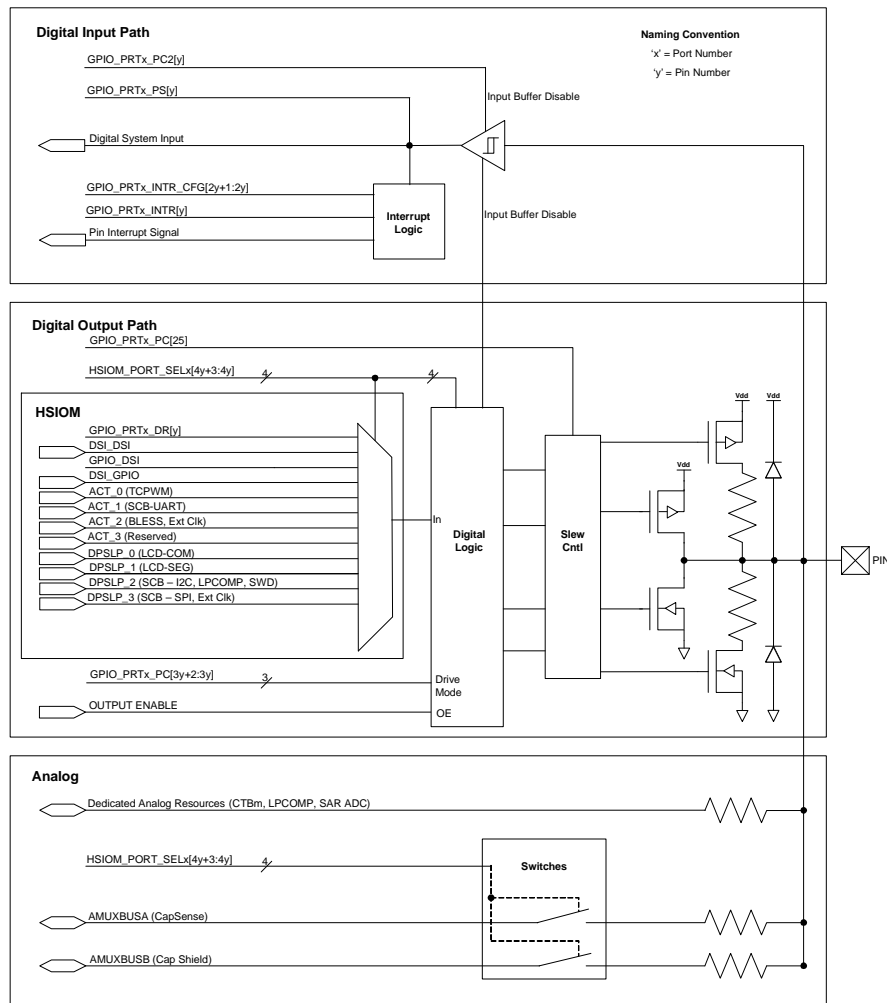 Digital Input Path
Naming Convention
'x' = Port Number
'y' = Pin Number
GPIO_PRTx_PC2[y]
GPIO_PRTx_PS[y]
Input Buffer Disable
Digital System Input
GPIO_PRTx_INTR_CFG[2y+1:2y]
GPIO_PRTx_INTR[y]
Pin Interrupt Signal
Interrupt
Logic
Input Buffer Disable
Digital Output Path
GPIO_PRTx_PC[25]
HSIOM_PORT_SELx[4y+3:4y]
4
4
HSIOM
GPIO_PRTx_DR[y]
DSI_DSI
GPIO_DSI
DSI_GPIO
ACT_0 (TCPWM)
ACT_1 (SCB-UART)
ACT_2 (BLESS, Ext Clk)
ACT_3 (Reserved)
DPSLP_0 (LCD-COM)
DPSLP_1 (LCD-SEG)
DPSLP_2 (SCB – I2C, LPCOMP, SWD)
DPSLP_3 (SCB – SPI, Ext Clk)
In
Digital
Logic
Slew
Cntl
Vdd
Vdd
Vdd
PIN
GPIO_PRTx_PC[3y+2:3y]
3
Drive
Mode
OUTPUT ENABLE
OE
Analog
Dedicated Analog Resources (CTBm, LPCOMP, SAR ADC)
HSIOM_PORT_SELx[4y+3:4y]
4
Switches
AMUXBUSA (CapSense)
AMUXBUSB (Cap Shield)